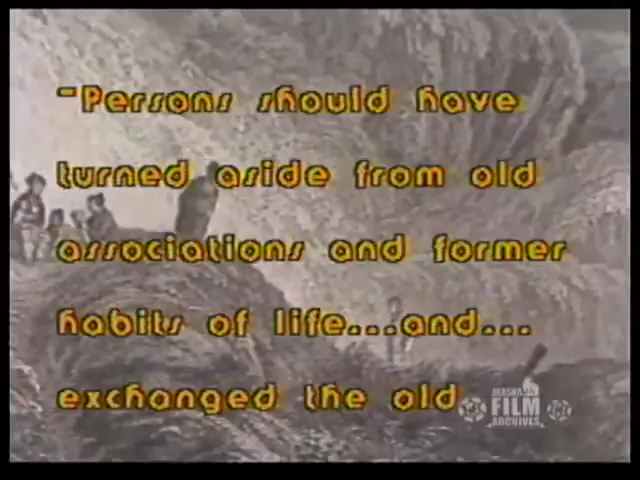 -Persons should have
turned aside from old
associations and former
habits of life...and...
exchanged the old
ALASKA
FILM
ARCHIVES